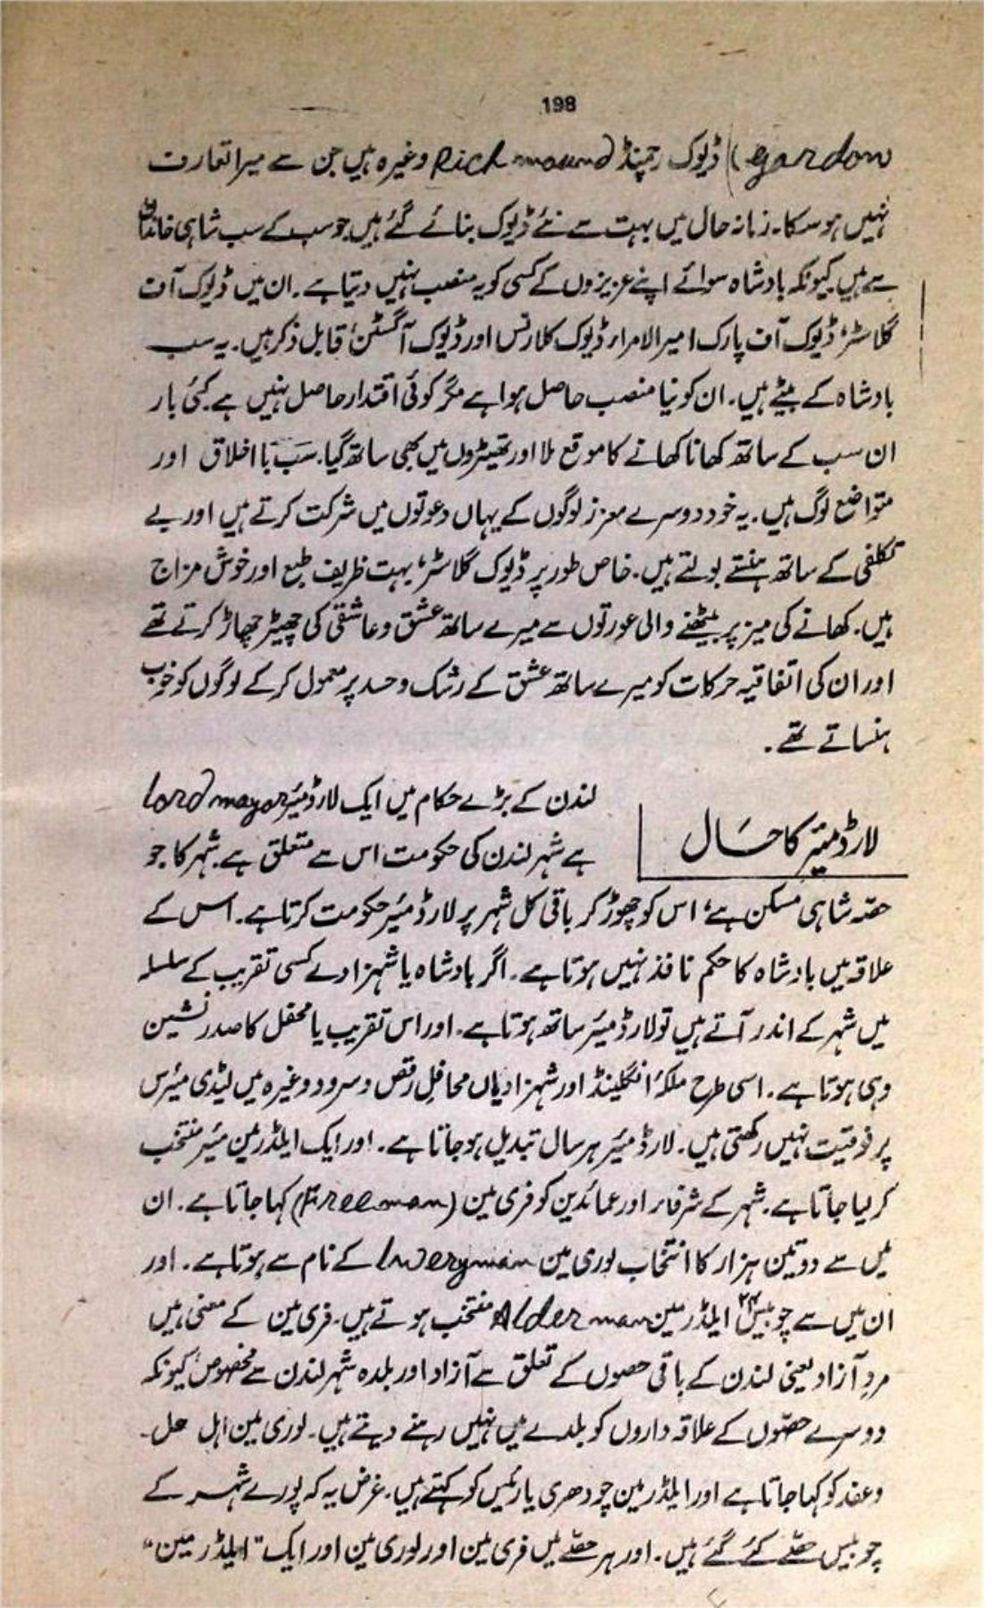 198
gardon) ڈیوک رچمنڈ Rich mound وغیرہ ہیں جن سے میرا تعارف
نہیں ہو سکا۔ زمانہ حال میں بہت سے نئے ڈیوک بنائے گئے ہیں جو سب کے سب شاہی خاندان
سے ہیں کیونکہ بادشاہ سوائے اپنے عزیزوں کے کسی کو یہ منصب نہیں دیتا ہے۔ ان میں ڈیوک آف
گلاسٹر، ڈیوک آف یارک امیر الامراء ڈیوک کلارنس اور ڈیوک آگسٹن، قابل ذکر ہیں۔ یہ سب
بادشاہ کے بیٹے ہیں۔ ان کو نیا منصب حاصل ہوا ہے مگر کوئی اقتدار حاصل نہیں ہے۔ کئی بار
ان سب کے ساتھ کھانا کھانے کا موقع ملا اور تھیٹروں میں بھی ساتھ گیا۔ سب با اخلاق اور
متواضع لوگ ہیں۔ یہ خود دوسرے معزز لوگوں کے یہاں دعوتوں میں شرکت کرتے ہیں اور بے
تکلفی کے ساتھ ہنستے بولتے ہیں۔ خاص طور پر ڈیوک گلاسٹر، بہت ظریف طبع اور خوش مزاج
ہیں۔ کھانے کی میز پر بیٹھنے والی عورتوں سے میرے ساتھ عشق و عاشقی کی چھیڑ چھاڑ کرتے تھے
اور ان کی اتفاقیہ حرکات کو میرے ساتھ عشق کے رشک و حسد پر معمول کر کے لوگوں کو خوب
ہنساتے تھے۔
لارڈ میئر کا حال
لندن کے بڑے حکام میں ایک لارڈ میئر lord mayor
ہے شہر لندن کی حکومت اس سے متعلق ہے۔ شہر کا جو
حصہ شاہی مسکن ہے، اس کو چھوڑ کر باقی کل شہر پر لارڈ میئر حکومت کرتا ہے۔ اس کے
علاقہ میں بادشاہ کا حکم نافذ نہیں ہوتا ہے۔ اگر بادشاہ یا شہزادے کسی تقریب کے سلسلہ
میں شہر کے اندر آتے ہیں تو لارڈ میئر ساتھ ہوتا ہے۔ اور اس تقریب یا محفل کا صدر نشین
وہی ہوتا ہے۔ اسی طرح ملکۂ انگلینڈ اور شہزادیاں محافل رقص و سرود وغیرہ میں لیڈی میئرس
پر فوقیت نہیں رکھتی ہیں۔ لارڈ میئر ہر سال تبدیل ہو جاتا ہے۔ اور ایک ایلڈرمین میئر منتخب
کر لیا جاتا ہے۔ شہر کے شرفاء اور عمائدین کو فری مین (Freeman) کہا جاتا ہے۔ ان
میں سے دو تین ہزار کا انتخاب لوری مین lweryman کے نام سے ہوتا ہے۔ اور
ان میں سے چوبیس ۲۴ ایلڈرمین Alderman منتخب ہوتے ہیں۔ فری مین کے معنی ہیں
مرد آزاد یعنی لندن کے باقی حصوں کے تعلق سے آزاد اور بلدہ شہر لندن سے مخصوص، کیونکہ
دوسرے حصّوں کے علاقہ داروں کو بلدے میں نہیں رہنے دیتے ہیں۔ لوری مین اہل حل۔
و عقد کو کہا جاتا ہے اور ایلڈرمین چودھری یا رئیس کو کہتے ہیں۔ غرض یہ کہ پورے شہر کے
چوبیس حصّے کئے گئے ہیں۔ اور ہر حصّے میں فری مین اور لوری مین اور ایک "ایلڈرمین"